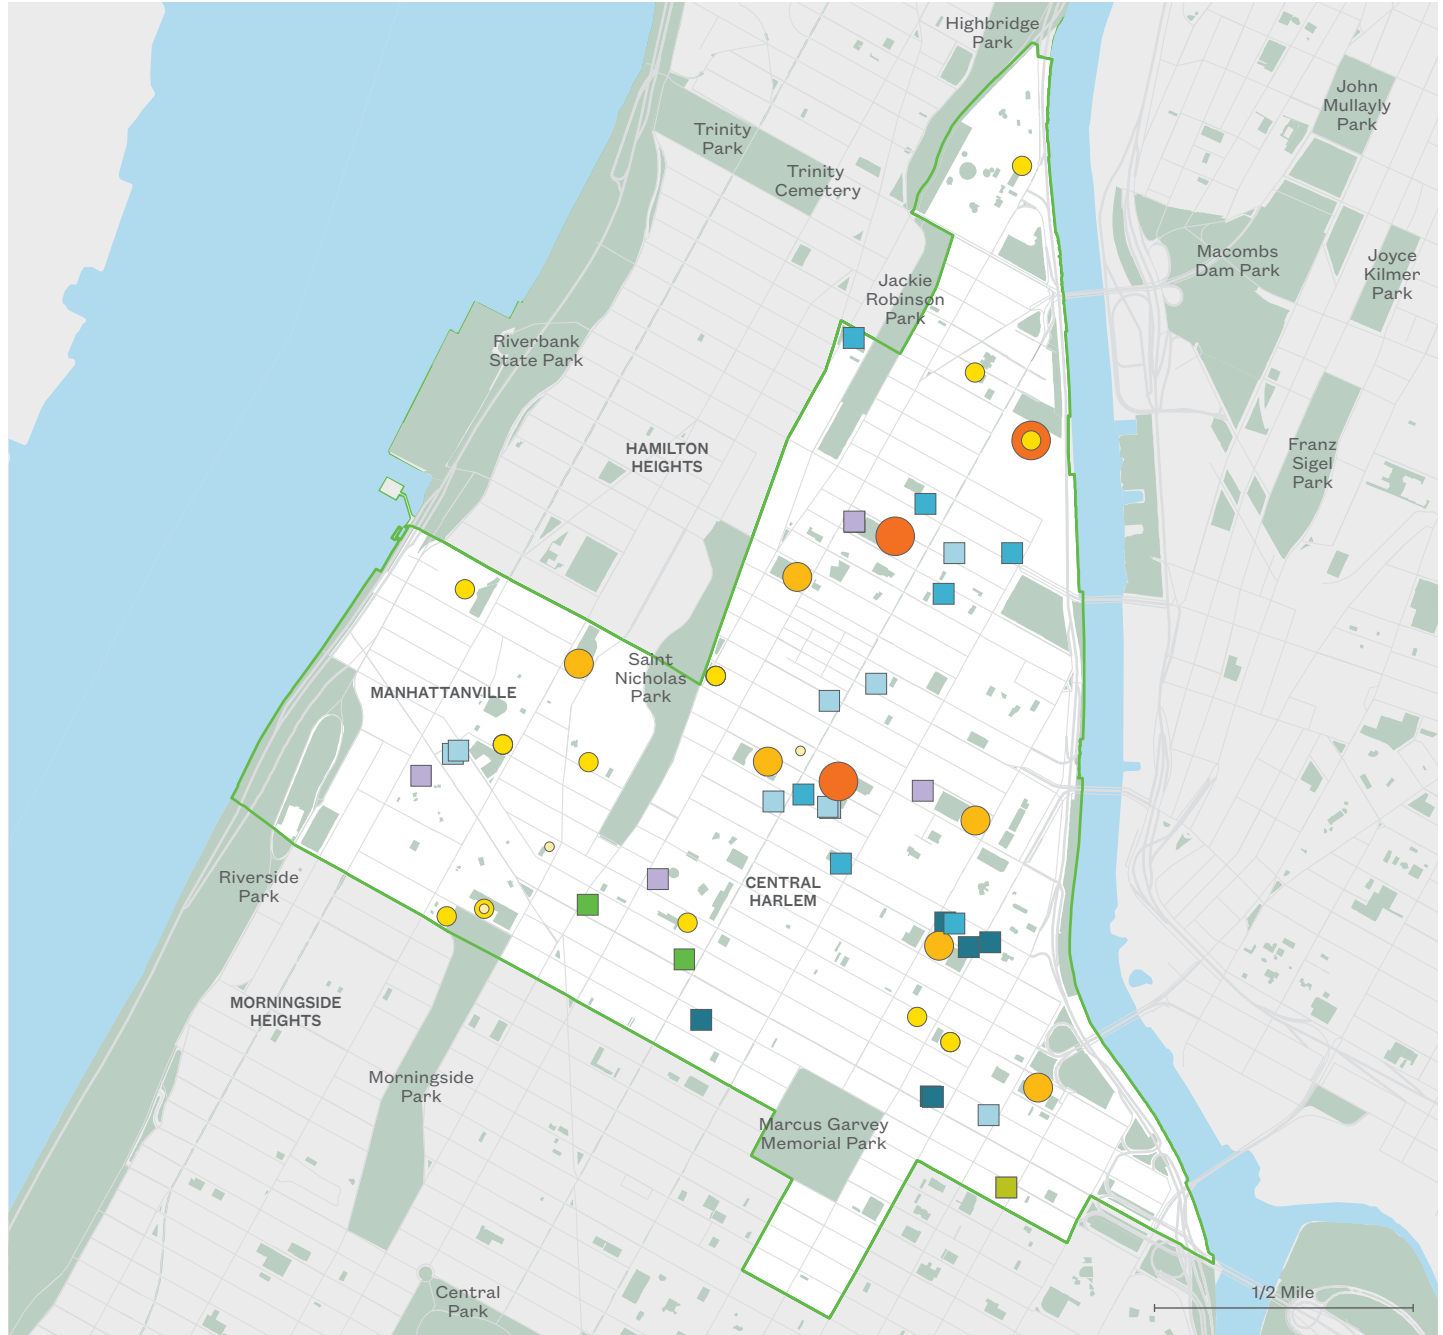 Highbridge
Park
John
Mullayly
Park
Trinity
Park
Trinity
Cemetery
Macombs
Dam Park
Joyce
Kilmer
Park
Jackie
Robinson
Park
Riverbank
State Park
HAMILTON
HEIGHTS
Franz
Sigel
Park
Saint
Nicholas
Park
MANHATTANVILLE
Riverside
Park
CENTRAL
HARLEM
MORNINGSIDE
HEIGHTS
Morningside
Park
Marcus Garvey
Memorial Park
Central
Park
1/2 Mile